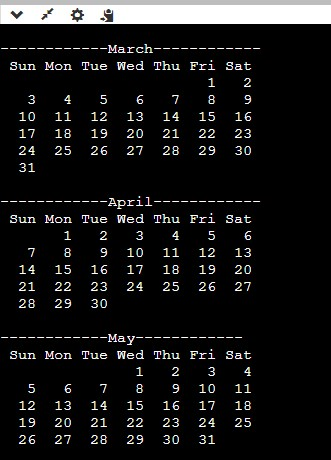 ------------March------------
Sun Mon Tue Wed Thu Fri Sat
1 2
3 4 5 6 7 8 9
10 11 12 13 14 15 16
17 18 19 20 21 22 23
24 25 26 27 28 29 30
31
------------April------------
Sun Mon Tue Wed Thu Fri Sat
1 2 3 4 5 6
7 8 9 10 11 12 13
14 15 16 17 18 19 20
21 22 23 24 25 26 27
28 29 30
------------May------------
Sun Mon Tue Wed Thu Fri Sat
1 2 3 4
5 6 7 8 9 10 11
12 13 14 15 16 17 18
19 20 21 22 23 24 25
26 27 28 29 30 31